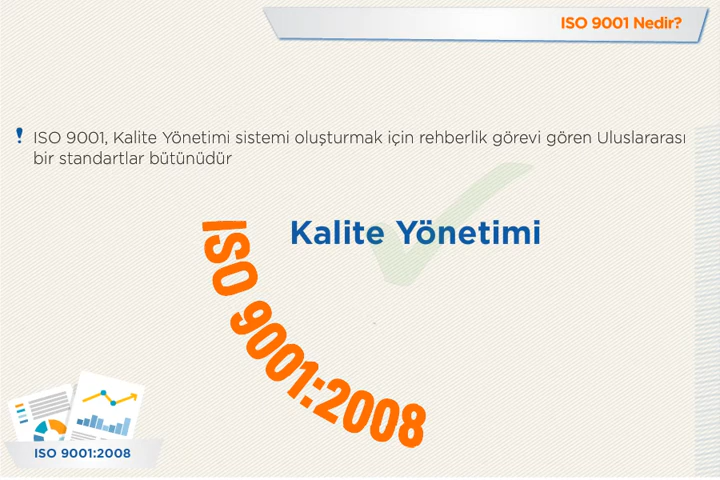 ISO 9001 Nedir?
! ISO 9001, Kalite Yönetimi sistemi oluşturmak için rehberlik görevi gören Uluslararası
bir standartlar bütünüdür
Kalite Yönetimi
ISO 9001:2008
ISO 9001:2008